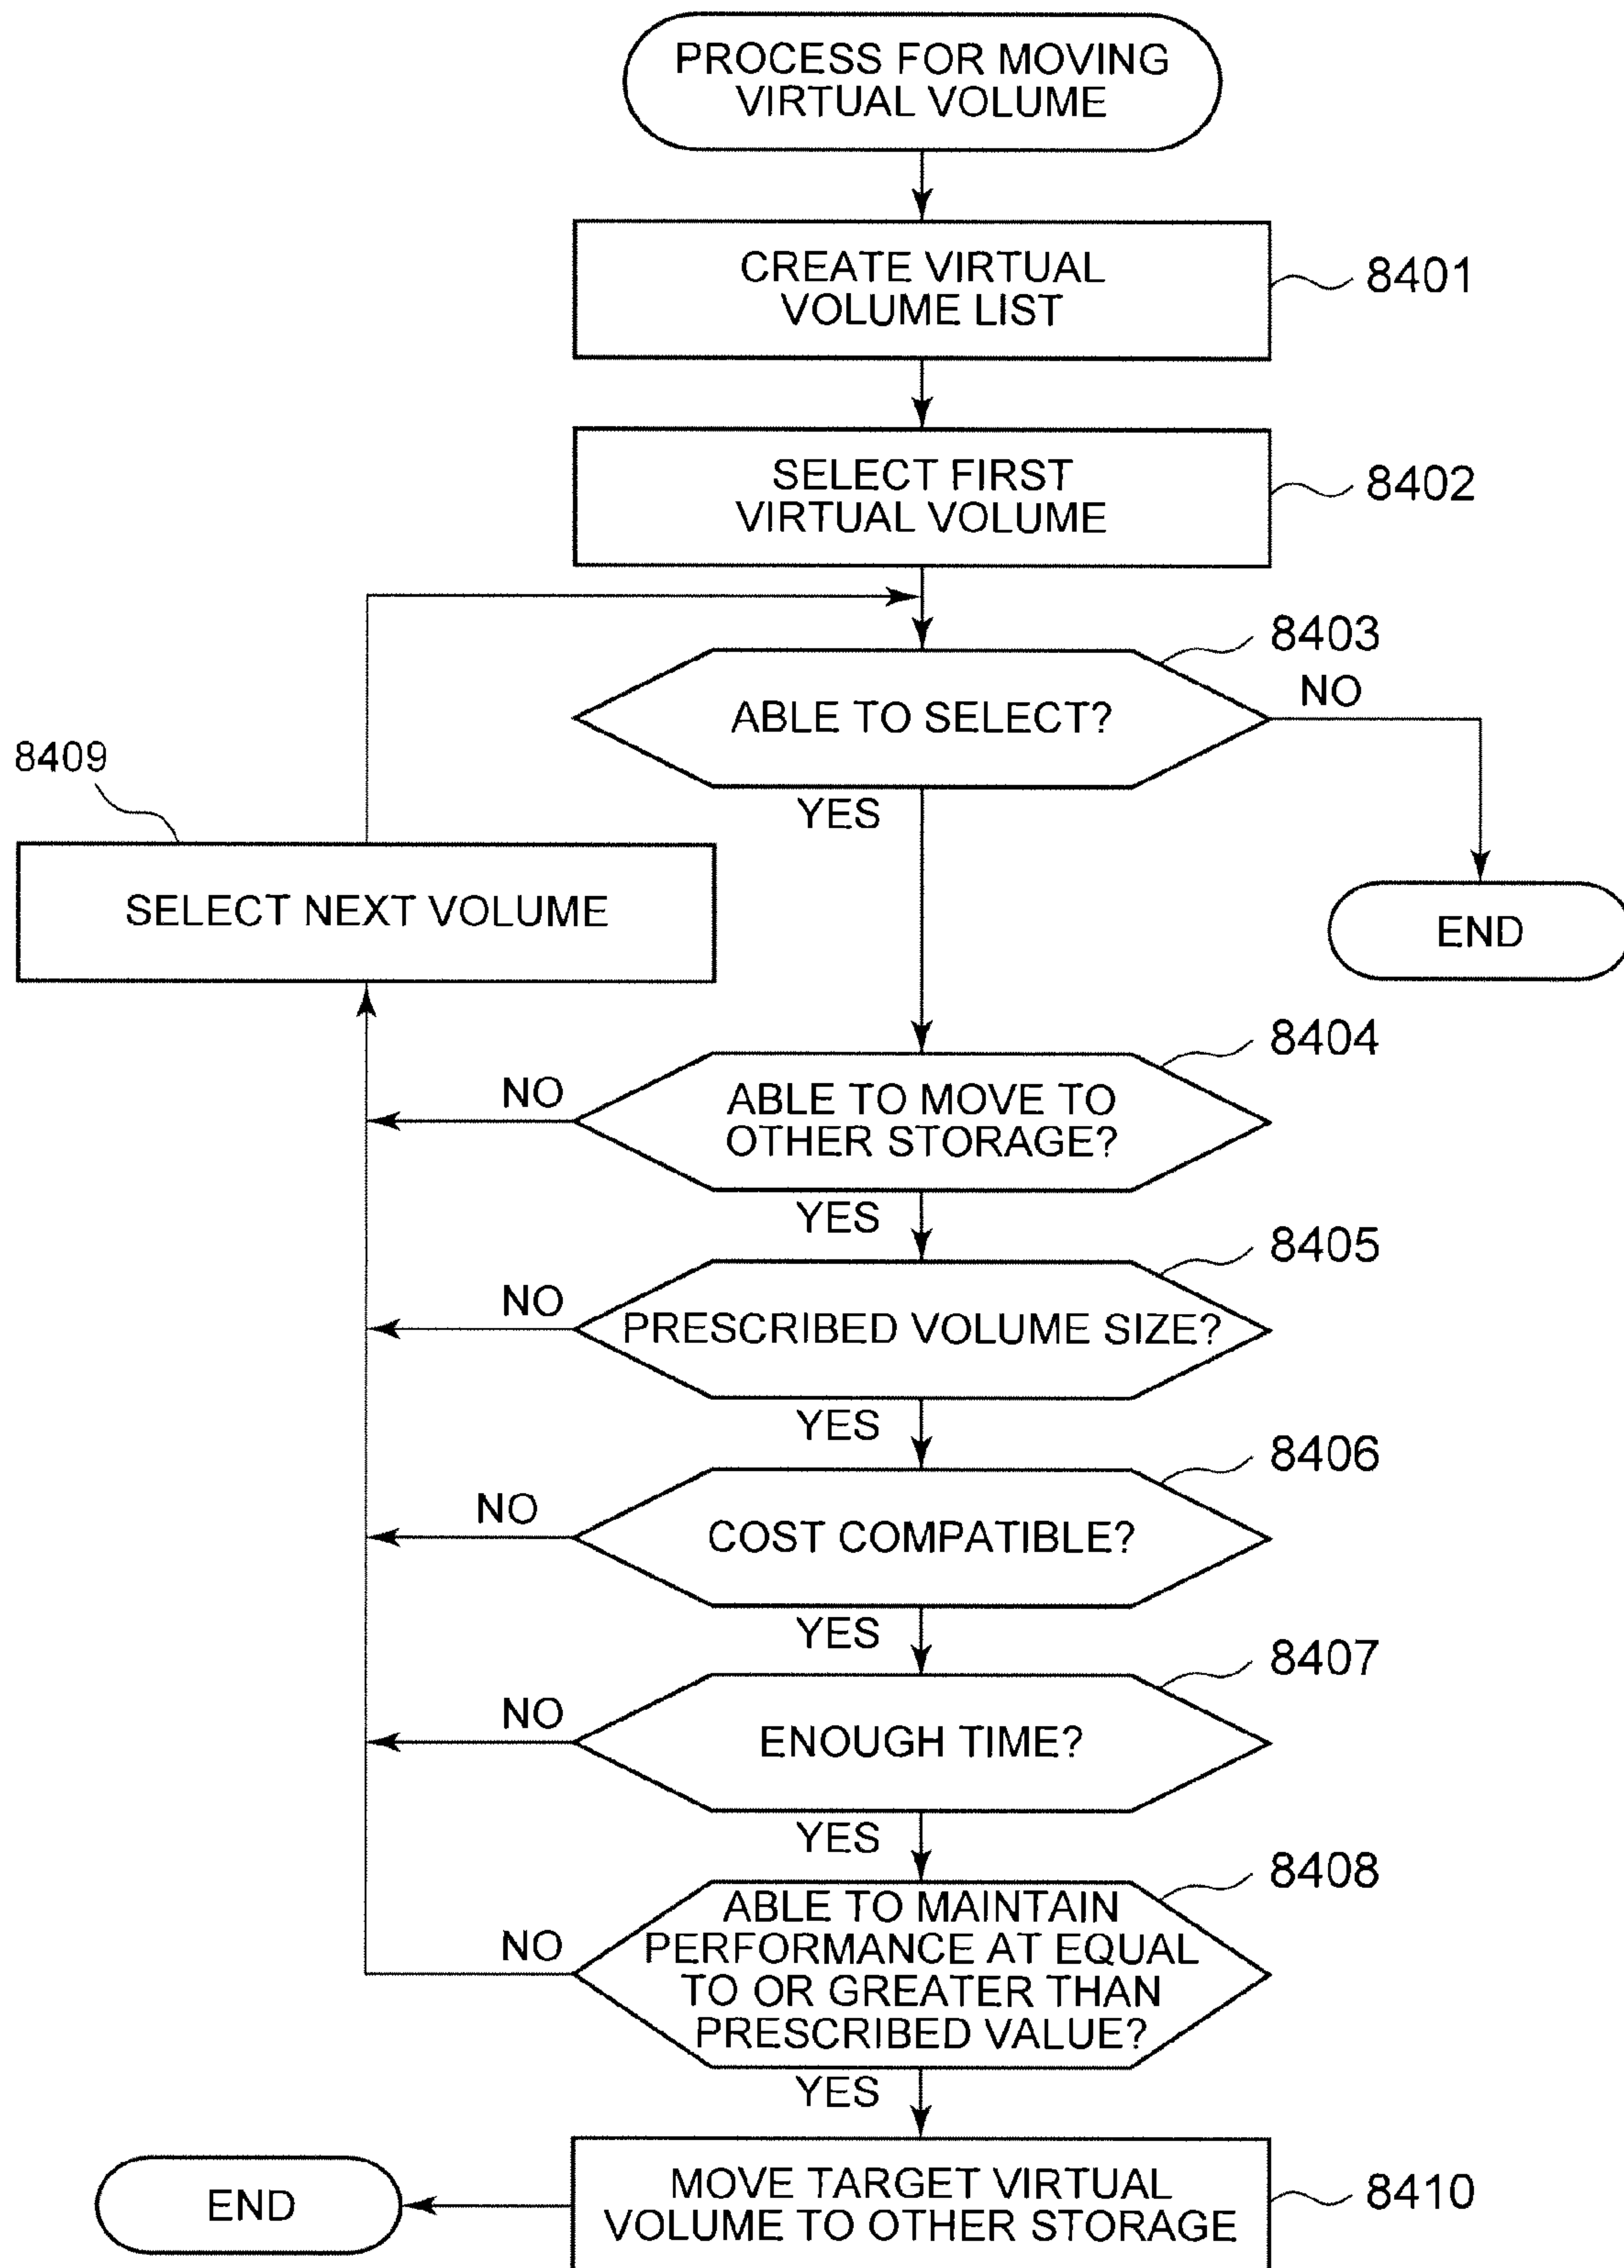 PROCESS FOR MOVING
VIRTUAL VOLUME
CREATE VIRTUAL
VOLUME LIST
8401
SELECT FIRST
VIRTUAL VOLUME
8402
8403
ABLE TO SELECT?
NO
YES
8409
SELECT NEXT VOLUME
END
8404
ABLE TO MOVE TO
OTHER STORAGE?
NO
YES
8405
PRESCRIBED VOLUME SIZE?
NO
YES
8406
COST COMPATIBLE?
NO
YES
8407
ENOUGH TIME?
NO
YES
8408
ABLE TO MAINTAIN
PERFORMANCE AT EQUAL
TO OR GREATER THAN
PRESCRIBED VALUE?
NO
YES
MOVE TARGET VIRTUAL
VOLUME TO OTHER STORAGE
8410
END